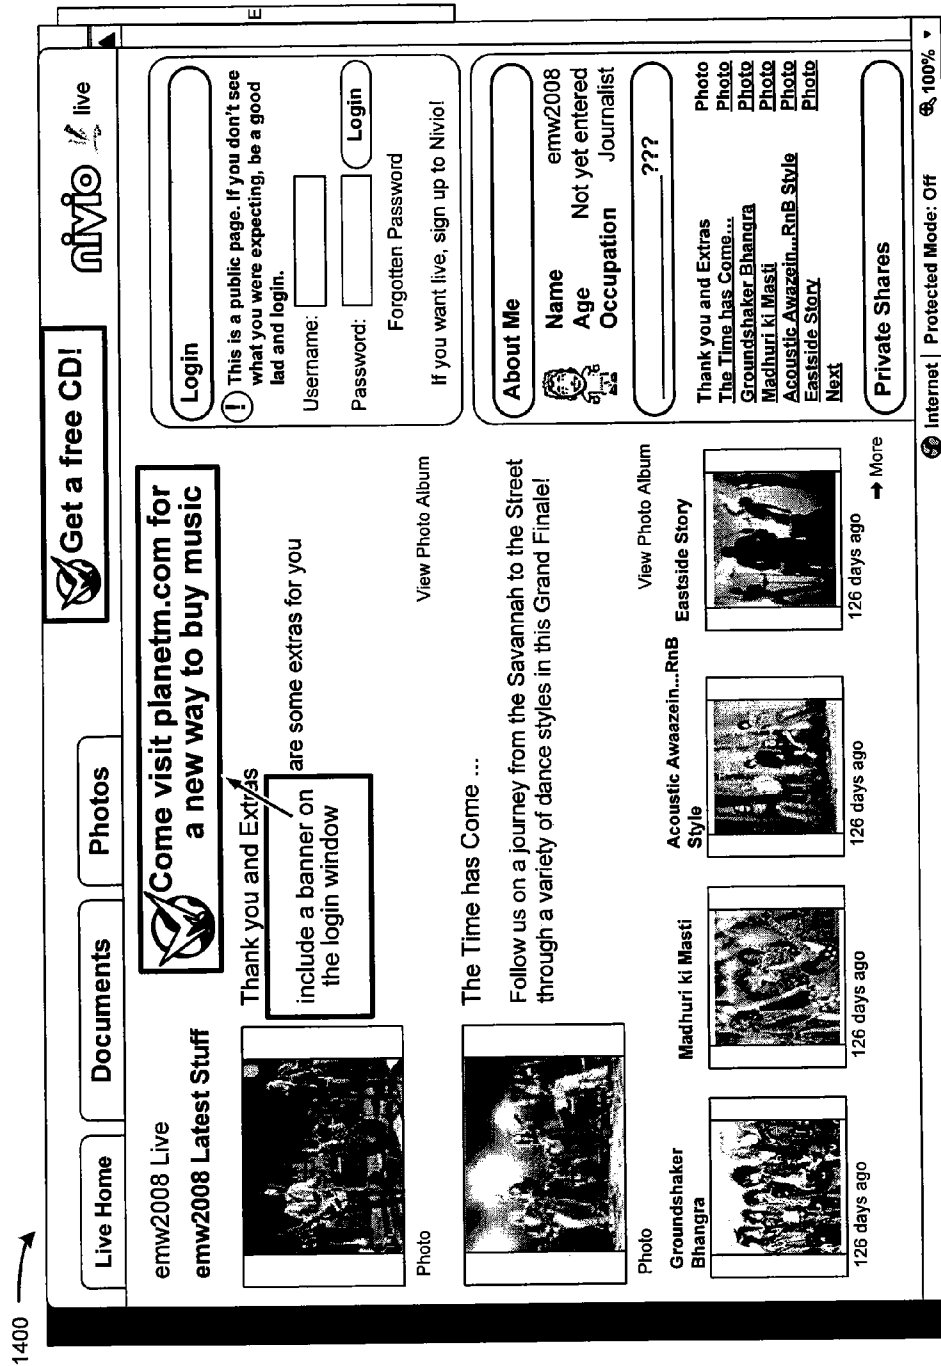 1400
Get a free CD!
nivio live
Live Home
Documents
Photos
emw2008 Live
emw2008 Latest Stuff
Come visit planetm.com for
a new way to buy music
Thank you and Extras
are some extras for you
include a banner on
the login window
View Photo Album
Photo
The Time has Come ...
Follow us on a journey from the Savannah to the Street
through a variety of dance styles in this Grand Finale!
View Photo Album
Photo
Groundshaker
Bhangra
Madhuri ki Masti
Acoustic Awaazein...RnB
Style
Eastside Story
126 days ago
126 days ago
126 days ago
126 days ago
More
E
Login
! This is a public page. If you don't see
what you were expecting, be a good
lad and login.
Username:
Password:
Login
Forgotten Password
If you want live, sign up to Nivio!
About Me
Name emw2008
Age Not yet entered
Occupation Journalist
???
Thank you and Extras Photo
The Time has Come... Photo
Groundshaker Bhangra Photo
Madhuri ki Masti Photo
Acoustic Awazein...RnB Style Photo
Eastside Story Photo
Next
Private Shares
Internet | Protected Mode: Off
100%